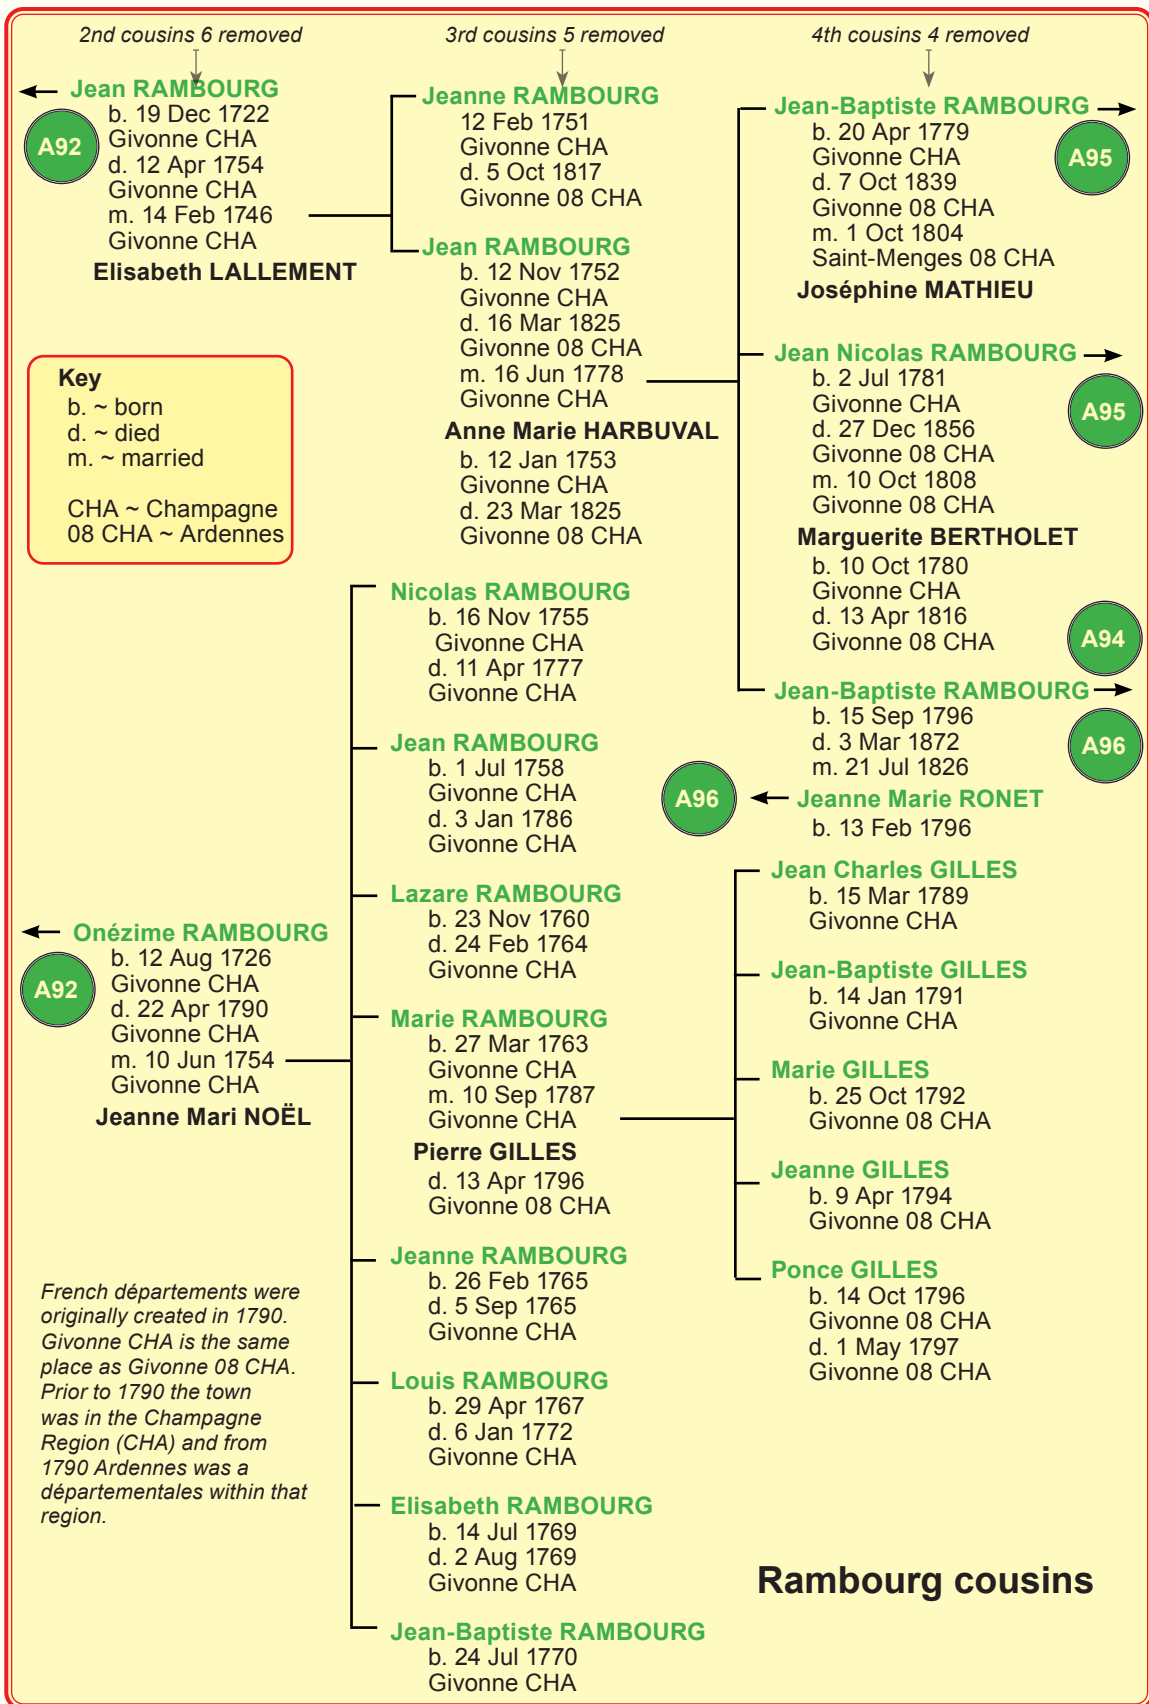 2nd cousins 6 removed
3rd cousins 5 removed
4th cousins 4 removed
Jean RAMBOURG
b. 19 Dec 1722
Givonne CHA
d. 12 Apr 1754
Givonne CHA
m. 14 Feb 1746
Givonne CHA
Elisabeth LALLEMENT
A92
Key
b. ~ born
d. ~ died
m. ~ married
CHA ~ Champagne
08 CHA ~ Ardennes
Onézime RAMBOURG
b. 12 Aug 1726
Givonne CHA
d. 22 Apr 1790
Givonne CHA
m. 10 Jun 1754
Givonne CHA
Jeanne Mari NOËL
A92
French départements were
originally created in 1790.
Givonne CHA is the same
place as Givonne 08 CHA.
Prior to 1790 the town
was in the Champagne
Region (CHA) and from
1790 Ardennes was a
départementales within that
region.
Jeanne RAMBOURG
12 Feb 1751
Givonne CHA
d. 5 Oct 1817
Givonne 08 CHA
Jean RAMBOURG
b. 12 Nov 1752
Givonne CHA
d. 16 Mar 1825
Givonne 08 CHA
m. 16 Jun 1778
Givonne CHA
Anne Marie HARBUVAL
b. 12 Jan 1753
Givonne CHA
d. 23 Mar 1825
Givonne 08 CHA
Nicolas RAMBOURG
b. 16 Nov 1755
Givonne CHA
d. 11 Apr 1777
Givonne CHA
Jean RAMBOURG
b. 1 Jul 1758
Givonne CHA
d. 3 Jan 1786
Givonne CHA
Lazare RAMBOURG
b. 23 Nov 1760
d. 24 Feb 1764
Givonne CHA
Marie RAMBOURG
b. 27 Mar 1763
Givonne CHA
m. 10 Sep 1787
Givonne CHA
Pierre GILLES
d. 13 Apr 1796
Givonne 08 CHA
Jeanne RAMBOURG
b. 26 Feb 1765
d. 5 Sep 1765
Givonne CHA
Louis RAMBOURG
b. 29 Apr 1767
d. 6 Jan 1772
Givonne CHA
Elisabeth RAMBOURG
b. 14 Jul 1769
d. 2 Aug 1769
Givonne CHA
Jean-Baptiste RAMBOURG
b. 24 Jul 1770
Givonne CHA
Jean-Baptiste RAMBOURG
b. 20 Apr 1779
Givonne CHA
d. 7 Oct 1839
Givonne 08 CHA
m. 1 Oct 1804
Saint-Menges 08 CHA
Joséphine MATHIEU
A95
Jean Nicolas RAMBOURG
b. 2 Jul 1781
Givonne CHA
d. 27 Dec 1856
Givonne 08 CHA
m. 10 Oct 1808
Givonne 08 CHA
Marguerite BERTHOLET
b. 10 Oct 1780
Givonne CHA
d. 13 Apr 1816
Givonne 08 CHA
A95
A94
Jean-Baptiste RAMBOURG
b. 15 Sep 1796
d. 3 Mar 1872
m. 21 Jul 1826
A96
Jeanne Marie RONET
b. 13 Feb 1796
A96
Jean Charles GILLES
b. 15 Mar 1789
Givonne CHA
Jean-Baptiste GILLES
b. 14 Jan 1791
Givonne CHA
Marie GILLES
b. 25 Oct 1792
Givonne 08 CHA
Jeanne GILLES
b. 9 Apr 1794
Givonne 08 CHA
Ponce GILLES
b. 14 Oct 1796
Givonne 08 CHA
d. 1 May 1797
Givonne 08 CHA
Rambourg cousins